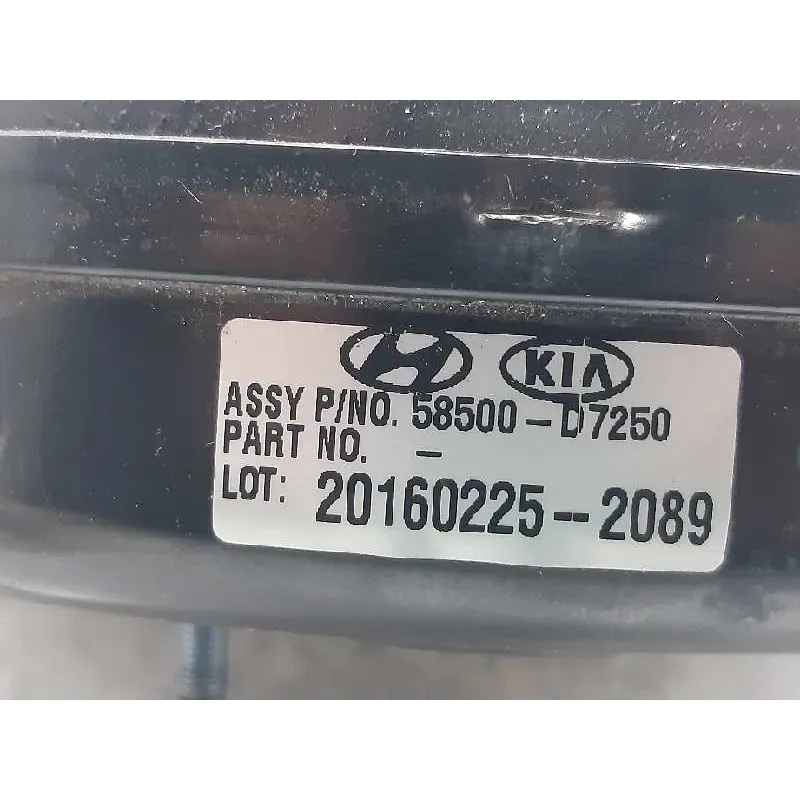 KIA
ASSY P/NO. 58500-D7250
PART NO. -
LOT: 20160225-2089